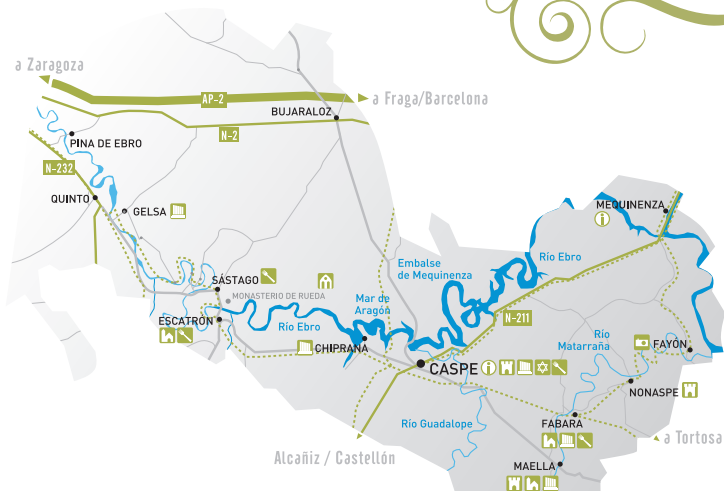 a Zaragoza
AP-2
a Fraga/Barcelona
BUJARALOZ
N-2
PINA DE EBRO
N-232
QUINTO
GELSA
MEQUINENZA
i
Embalse
de Mequinenza
Río Ebro
SÁSTAGO
MONASTERIO DE RUEDA
Mar de
Aragón
ESCATRÓN
Río Ebro
N-211
CHIPRANA
Río
Matarraña
FAYÓN
CASPE
i
NONASPE
Río Guadalope
FABARA
a Tortosa
Alcañiz / Castellón
MAELLA